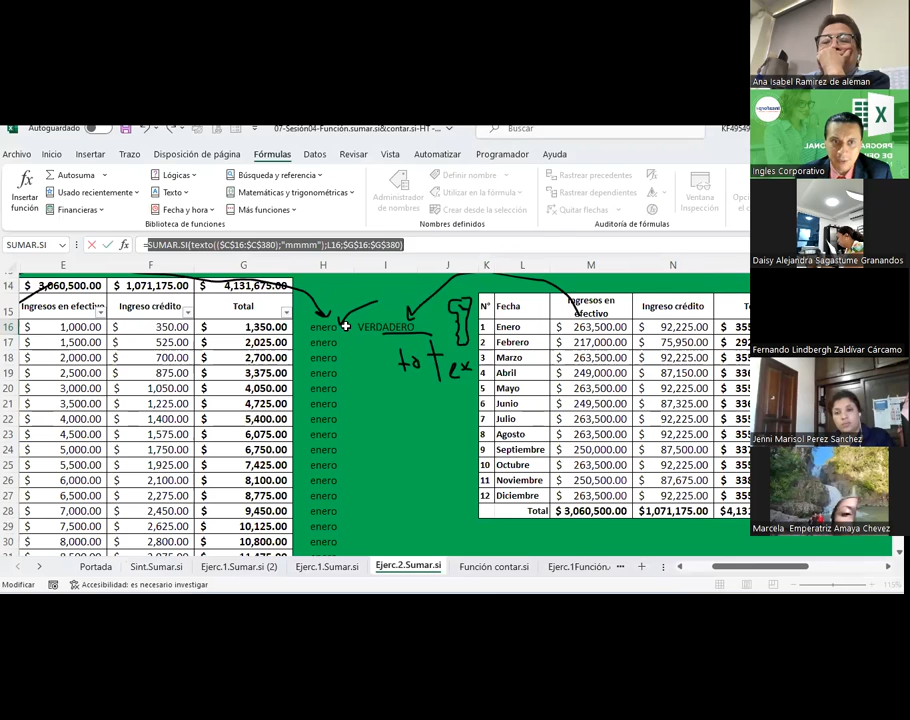 Autoguardado 07-Sesión04-Función.sumar.si&contar.si-HT - ... Buscar KF49549
Archivo Inicio Insertar Trazo Disposición de página Fórmulas Datos Revisar Vista Automatizar Programador Ayuda
fx Insertar función
Autosuma
Usado recientemente
Financieras
Lógicas
Texto
Fecha y hora
Búsqueda y referencia
Matemáticas y trigonométricas
Más funciones
Biblioteca de funciones
Administrador de nombres
Definir nombre
Utilizar en la fórmula
Crear desde la selección
Nombres definidos
Rastrear precedentes
Rastrear dependientes
Quitar flechas
Auditoría de fórmulas
Ventana Inspección
SUMAR.SI fx =SUMAR.SI(texto(($C$16:$C$380);"mmmm");L16;$G$16:$G$380)
E F G H I J K L M N
14 $ 3,060,500.00 $ 1,071,175.00 $ 4,131,675.00
15 Ingresos en efectivo Ingreso crédito Total N° Fecha Ingresos en efectivo Ingreso crédito
16 $ 1,000.00 $ 350.00 $ 1,350.00 enero VERDADERO 1 Enero $ 263,500.00 $ 92,225.00 $ 355
17 $ 1,500.00 $ 525.00 $ 2,025.00 enero 2 Febrero $ 217,000.00 $ 75,950.00 $ 292
18 $ 2,000.00 $ 700.00 $ 2,700.00 enero 3 Marzo $ 263,500.00 $ 92,225.00 $ 355
19 $ 2,500.00 $ 875.00 $ 3,375.00 enero 4 Abril $ 249,000.00 $ 87,150.00 $ 336
20 $ 3,000.00 $ 1,050.00 $ 4,050.00 enero 5 Mayo $ 263,500.00 $ 92,225.00 $ 355
21 $ 3,500.00 $ 1,225.00 $ 4,725.00 enero 6 Junio $ 249,500.00 $ 87,325.00 $ 336
22 $ 4,000.00 $ 1,400.00 $ 5,400.00 enero 7 Julio $ 263,500.00 $ 92,225.00 $ 355
23 $ 4,500.00 $ 1,575.00 $ 6,075.00 enero 8 Agosto $ 263,500.00 $ 92,225.00 $ 355
24 $ 5,000.00 $ 1,750.00 $ 6,750.00 enero 9 Septiembre $ 250,000.00 $ 87,500.00 $ 337
25 $ 5,500.00 $ 1,925.00 $ 7,425.00 enero 10 Octubre $ 263,500.00 $ 92,225.00 $ 355
26 $ 6,000.00 $ 2,100.00 $ 8,100.00 enero 11 Noviembre $ 250,500.00 $ 87,675.00 $ 338
27 $ 6,500.00 $ 2,275.00 $ 8,775.00 enero 12 Diciembre $ 263,500.00 $ 92,225.00 $ 355
28 $ 7,000.00 $ 2,450.00 $ 9,450.00 enero Total $ 3,060,500.00 $1,071,175.00 $4,13
29 $ 7,500.00 $ 2,625.00 $ 10,125.00 enero
30 $ 8,000.00 $ 2,800.00 $ 10,800.00 enero
Portada Sint.Sumar.si Ejerc.1.Sumar.si (2) Ejerc.1.Sumar.si Ejerc.2.Sumar.si Función contar.si Ejerc.1Función.
Modificar Accesibilidad: es necesario investigar 115%
Ana Isabel Ramirez de aleman
Ingles Corporativo
Daisy Alejandra Sagastume Granandos
Fernando Lindbergh Zaldívar Cárcamo
Jenni Marisol Perez Sanchez
Marcela Emperatriz Amaya Chevez